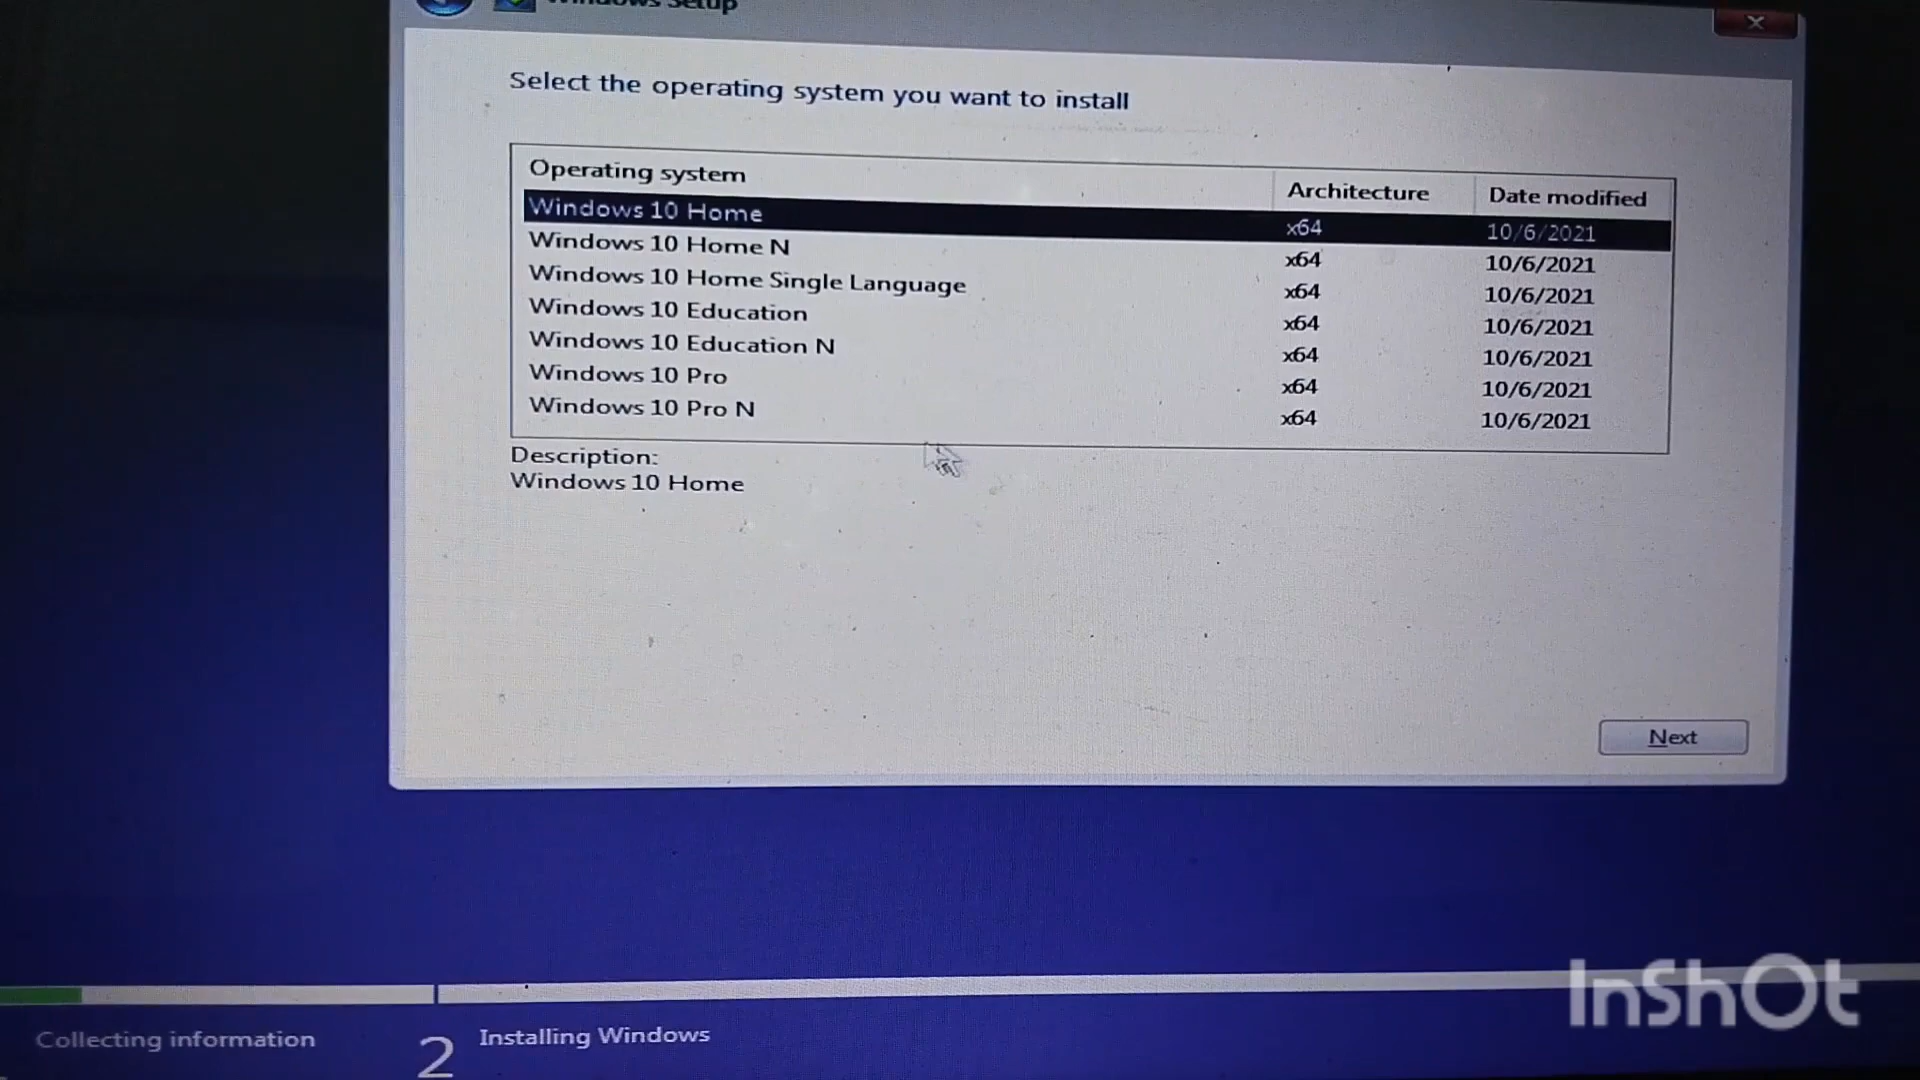 Windows Setup
Select the operating system you want to install
Operating system Architecture Date modified
Windows 10 Home x64 10/6/2021
Windows 10 Home N x64 10/6/2021
Windows 10 Home Single Language x64 10/6/2021
Windows 10 Education x64 10/6/2021
Windows 10 Education N x64 10/6/2021
Windows 10 Pro x64 10/6/2021
Windows 10 Pro N x64 10/6/2021
Description:
Windows 10 Home
Next
Collecting information
2 Installing Windows
InShOt